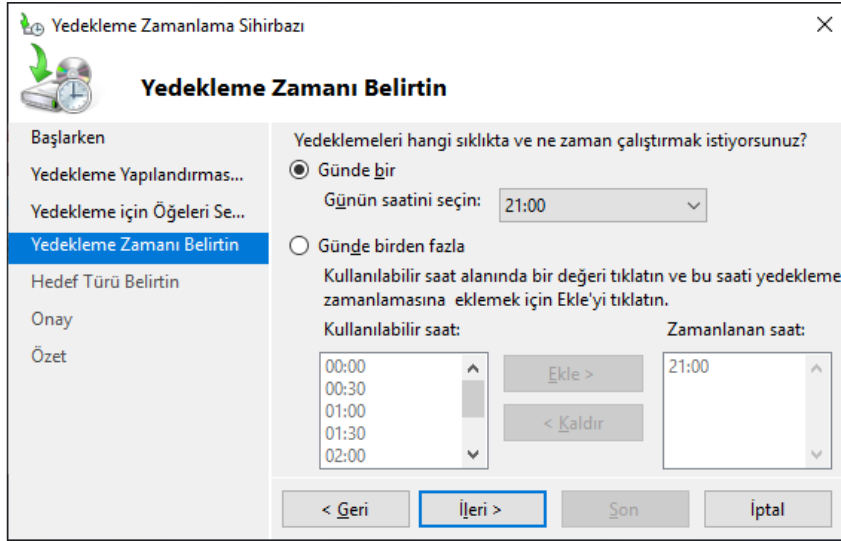 Yedekleme Zamanlama Sihirbazı
Yedekleme Zamanı Belirtin
Başlarken
Yedekleme Yapılandırmas...
Yedekleme için Öğeleri Se...
Yedekleme Zamanı Belirtin
Hedef Türü Belirtin
Onay
Özet
Yedeklemeleri hangi sıklıkta ve ne zaman çalıştırmak istiyorsunuz?
Günde bir
Günün saatini seçin: 21:00
Günde birden fazla
Kullanılabilir saat alanında bir değeri tıklatın ve bu saati yedekleme
zamanlamasına eklemek için Ekle'yi tıklatın.
Kullanılabilir saat: Zamanlanan saat:
00:00
00:30
01:00
01:30
02:00
Ekle >
< Kaldır
21:00
< Geri İleri > Son İptal